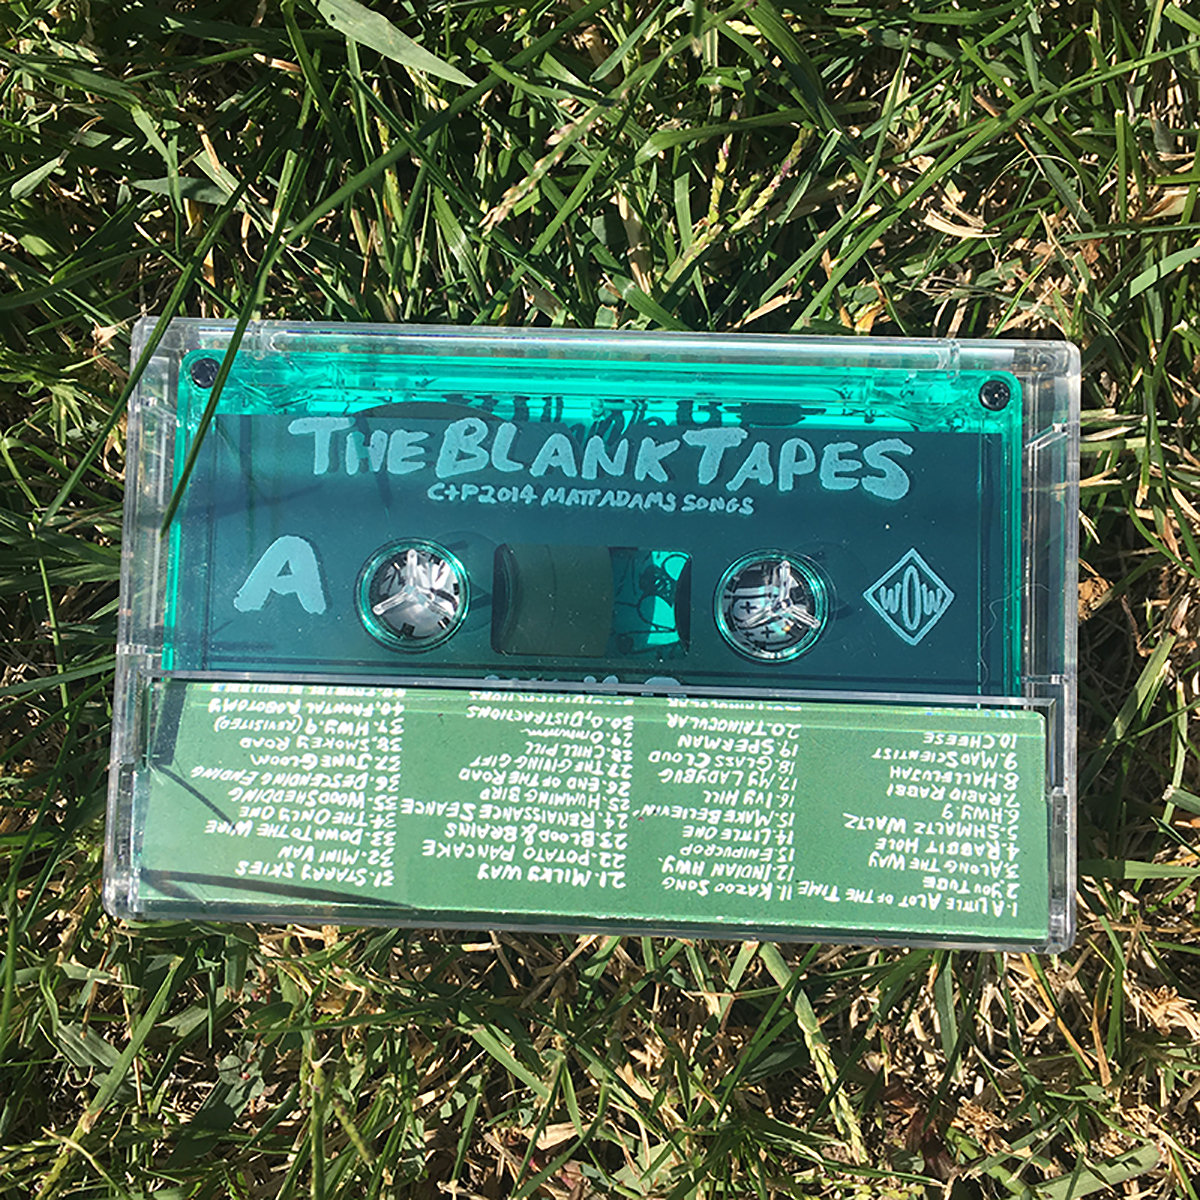 THE BLANK TAPES
C+P 2014 MATT ADAMS SONGS
A
WOW
1. A LITTLE ALOT OF THE TIME
2 YOU TUBE
3. ALONG THE WAY
4. RABBIT HOLE
5. SHMALTZ WALTZ
6. HWY 9
7. RADIO RABBI
8. HALLELUJAH
9. MAD SCIENTIST
10. CHEESE
11. KAZOO SONG
12. INDIAN HWY.
13. ENIPUCROP
14. LITTLE ONE
15. MAKE BELIEVIN'
16. IVY HILL
17. MY LADYBUG
18. GLASS CLOUD
19. SPERMAN
20. TRINOCULAR
21. MILKY WAY
22. POTATO PANCAKE
23. BLOOD & BRAINS
24. RENAISSANCE SEANCE
25. HUMMING BIRD
26. END OF THE ROAD
27. THE GIVING GIFT
28. CHILL PILL
29.
30. DISTRACTIONS
31. STARRY SKIES
32. MINI VAN
33. DOWN TO THE WIRE
34. THE ONLY ONE
35. WOODSHEDDING
36. DESCENDING ENDING
37. JUNE GLOOM
38. SMOKEY ROAD
39. HWY 9 (REVISITED)
40. FRONTAL ROBOTOMY